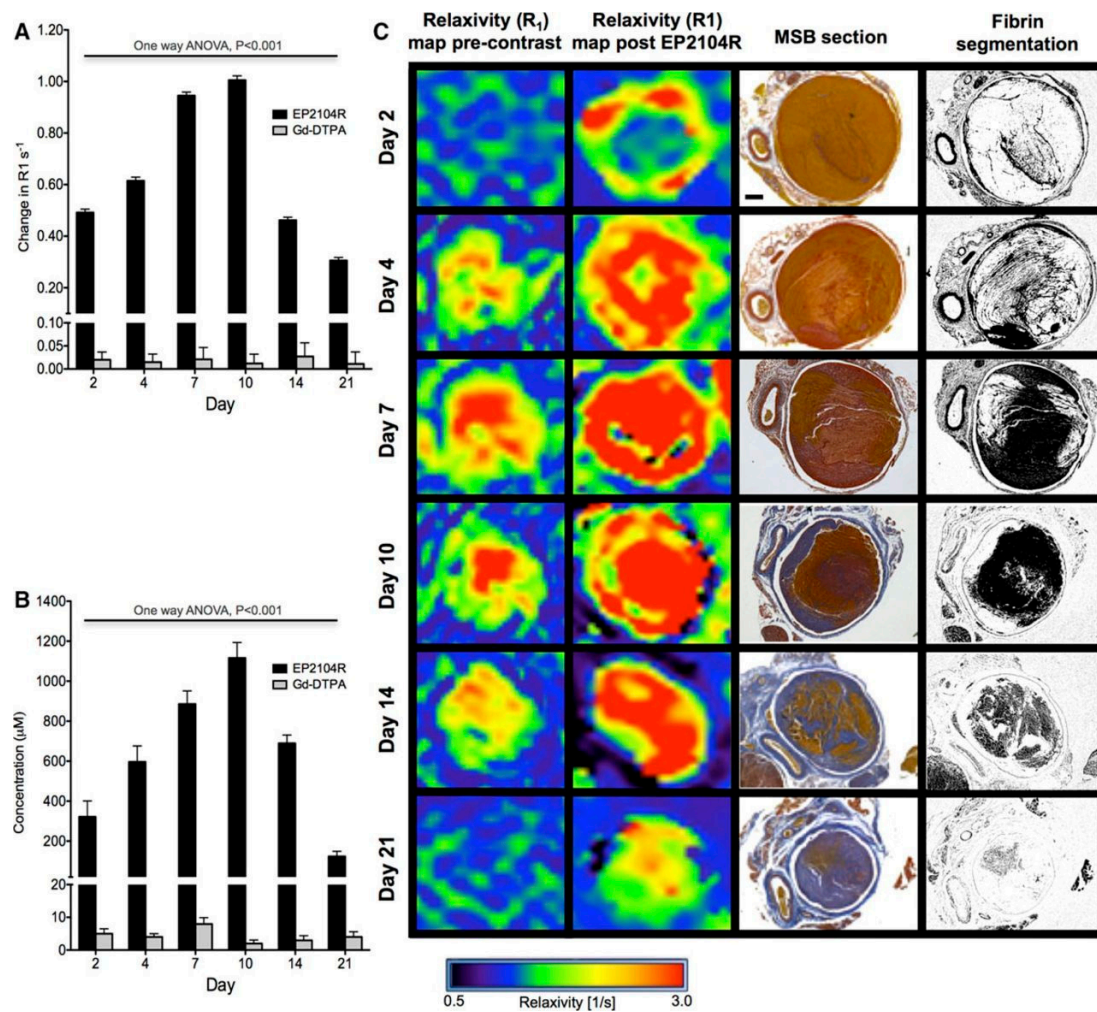 A
One way ANOVA, P<0.001
1.20
1.00
0.80
0.60
0.40
0.20
0.10
0.05
0.00
Change in R1 s⁻¹
EP2104R
Gd-DTPA
2 4 7 10 14 21
Day
B
One way ANOVA, P<0.001
1400
1200
1000
800
600
400
200
20
10
0
Concentration (µM)
EP2104R
Gd-DTPA
2 4 7 10 14 21
Day
C
Relaxivity (R₁)
map pre-contrast
Relaxivity (R1)
map post EP2104R
MSB section
Fibrin
segmentation
Day 2
Day 4
Day 7
Day 10
Day 14
Day 21
0.5
3.0
Relaxivity [1/s]